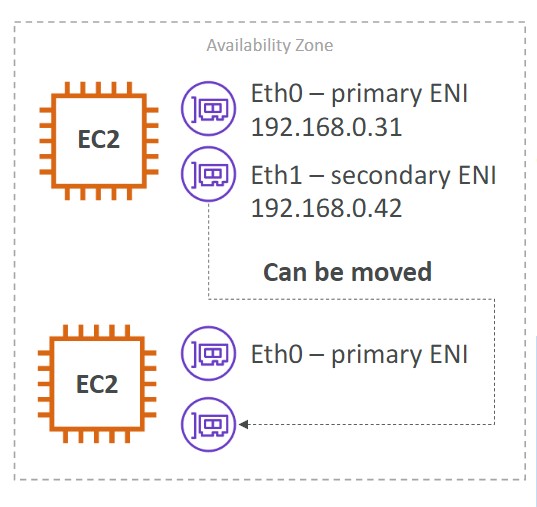 Availability Zone
EC2
Eth0 – primary ENI
192.168.0.31
Eth1 – secondary ENI
192.168.0.42
Can be moved
EC2
Eth0 – primary ENI